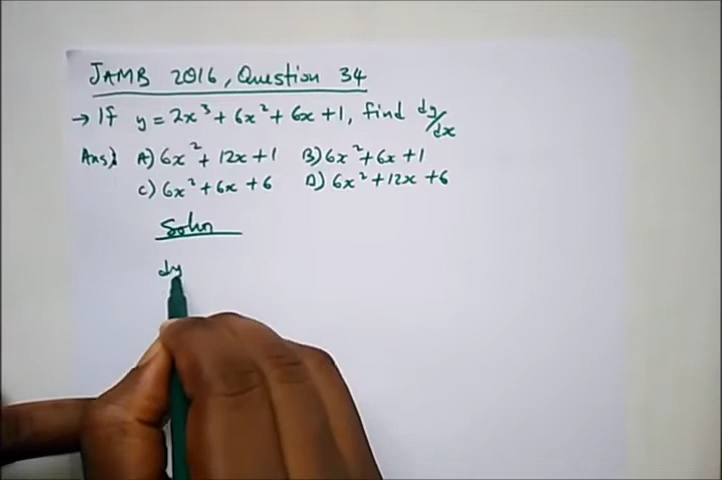 JAMB 2016, Question 34
→ If y = 2x³ + 6x² + 6x + 1, find dy/dx
Ans) A) 6x² + 12x + 1 B) 6x² + 6x + 1
C) 6x² + 6x + 6 D) 6x² + 12x + 6
Soln
dy